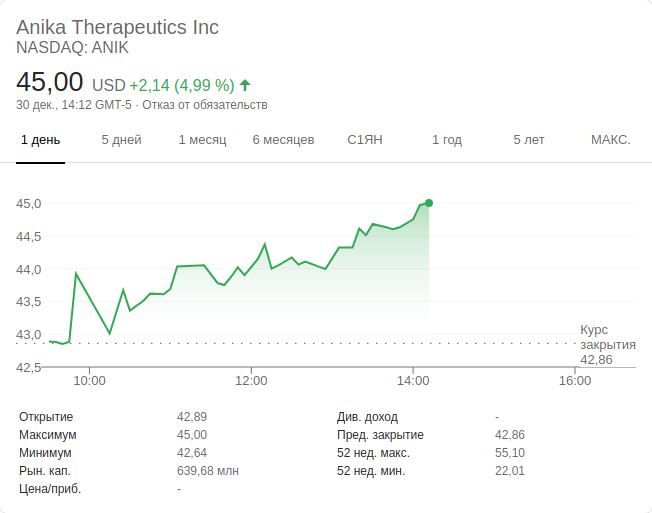 Anika Therapeutics Inc
NASDAQ: ANIK
45,00 USD +2,14 (4,99 %)
30 дек., 14:12 GMT-5 · Отказ от обязательств
1 день 5 дней 1 месяц 6 месяцев С1ЯН 1 год 5 лет МАКС.
45,0
44,5
44,0
43,5
43,0
42,5
Курс
закрытия
42,86
10:00 12:00 14:00 16:00
Открытие 42,89 Див. доход -
Максимум 45,00 Пред. закрытие 42,86
Минимум 42,64 52 нед. макс. 55,10
Рын. кап. 639,68 млн 52 нед. мин. 22,01
Цена/приб. -